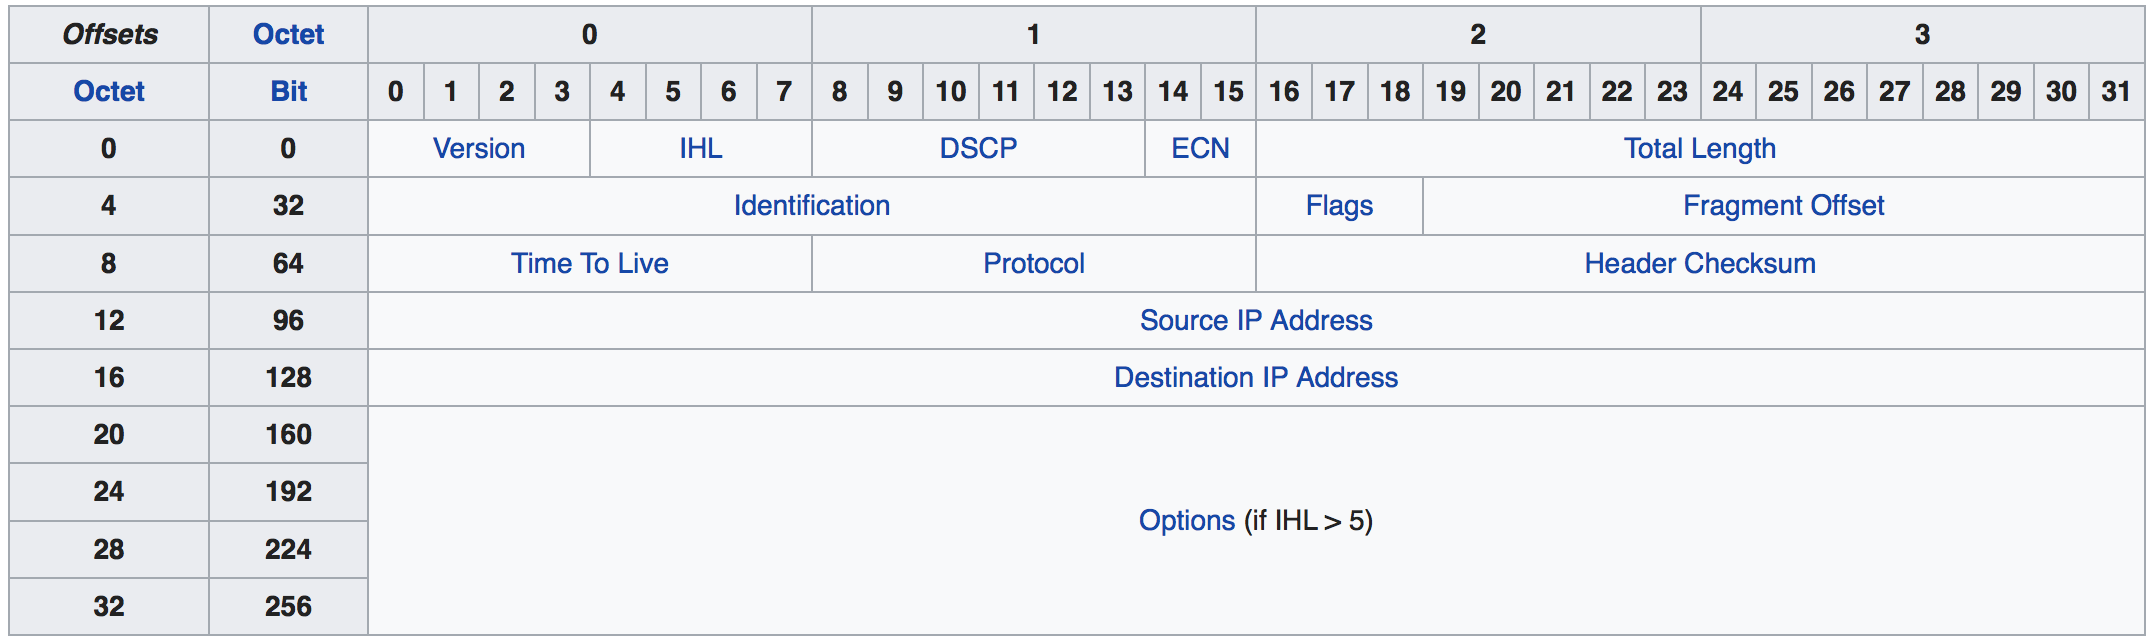 Offsets Octet 0 1 2 3
Octet Bit 0 1 2 3 4 5 6 7 8 9 10 11 12 13 14 15 16 17 18 19 20 21 22 23 24 25 26 27 28 29 30 31
0 0 Version IHL DSCP ECN Total Length
4 32 Identification Flags Fragment Offset
8 64 Time To Live Protocol Header Checksum
12 96 Source IP Address
16 128 Destination IP Address
20 160
24 192
Options (if IHL > 5)
28 224
32 256